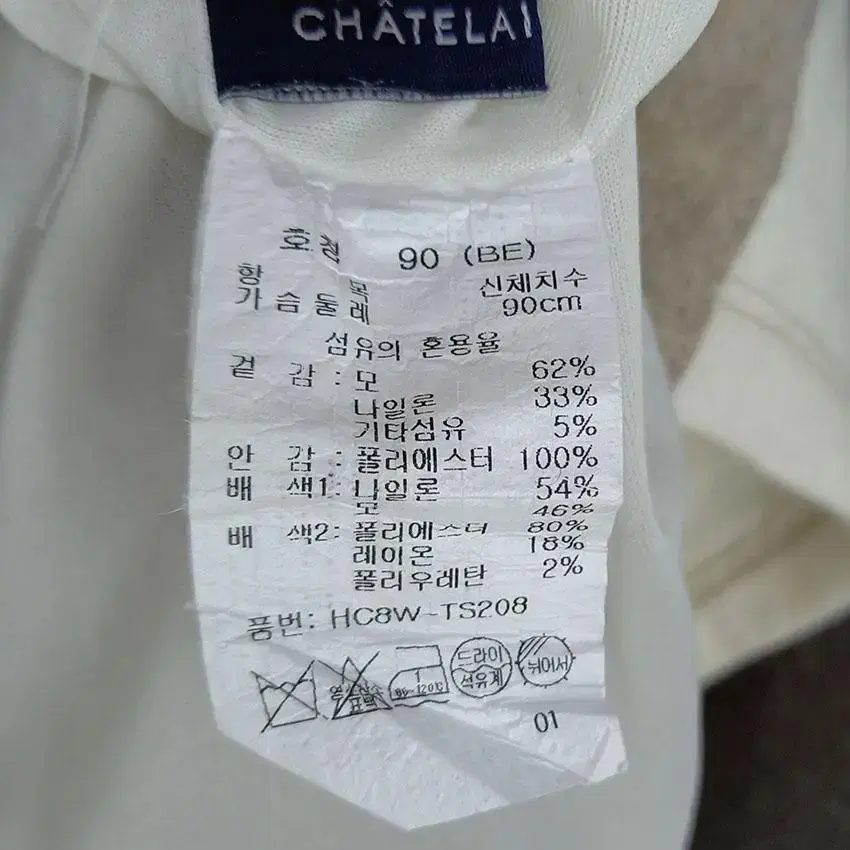 CHÂTELAI
호칭 90 (BE)
항 목 신체치수
가슴둘레 90cm
섬유의 혼용율
겉 감 : 모 62%
나일론 33%
기타섬유 5%
안 감 : 폴리에스터 100%
배 색1: 나일론 54%
모 46%
배 색2: 폴리에스터 80%
레이온 18%
폴리우레탄 2%
품번: HC8W-TS208
1
80~120℃
드라이
석유계
뉘어서
01